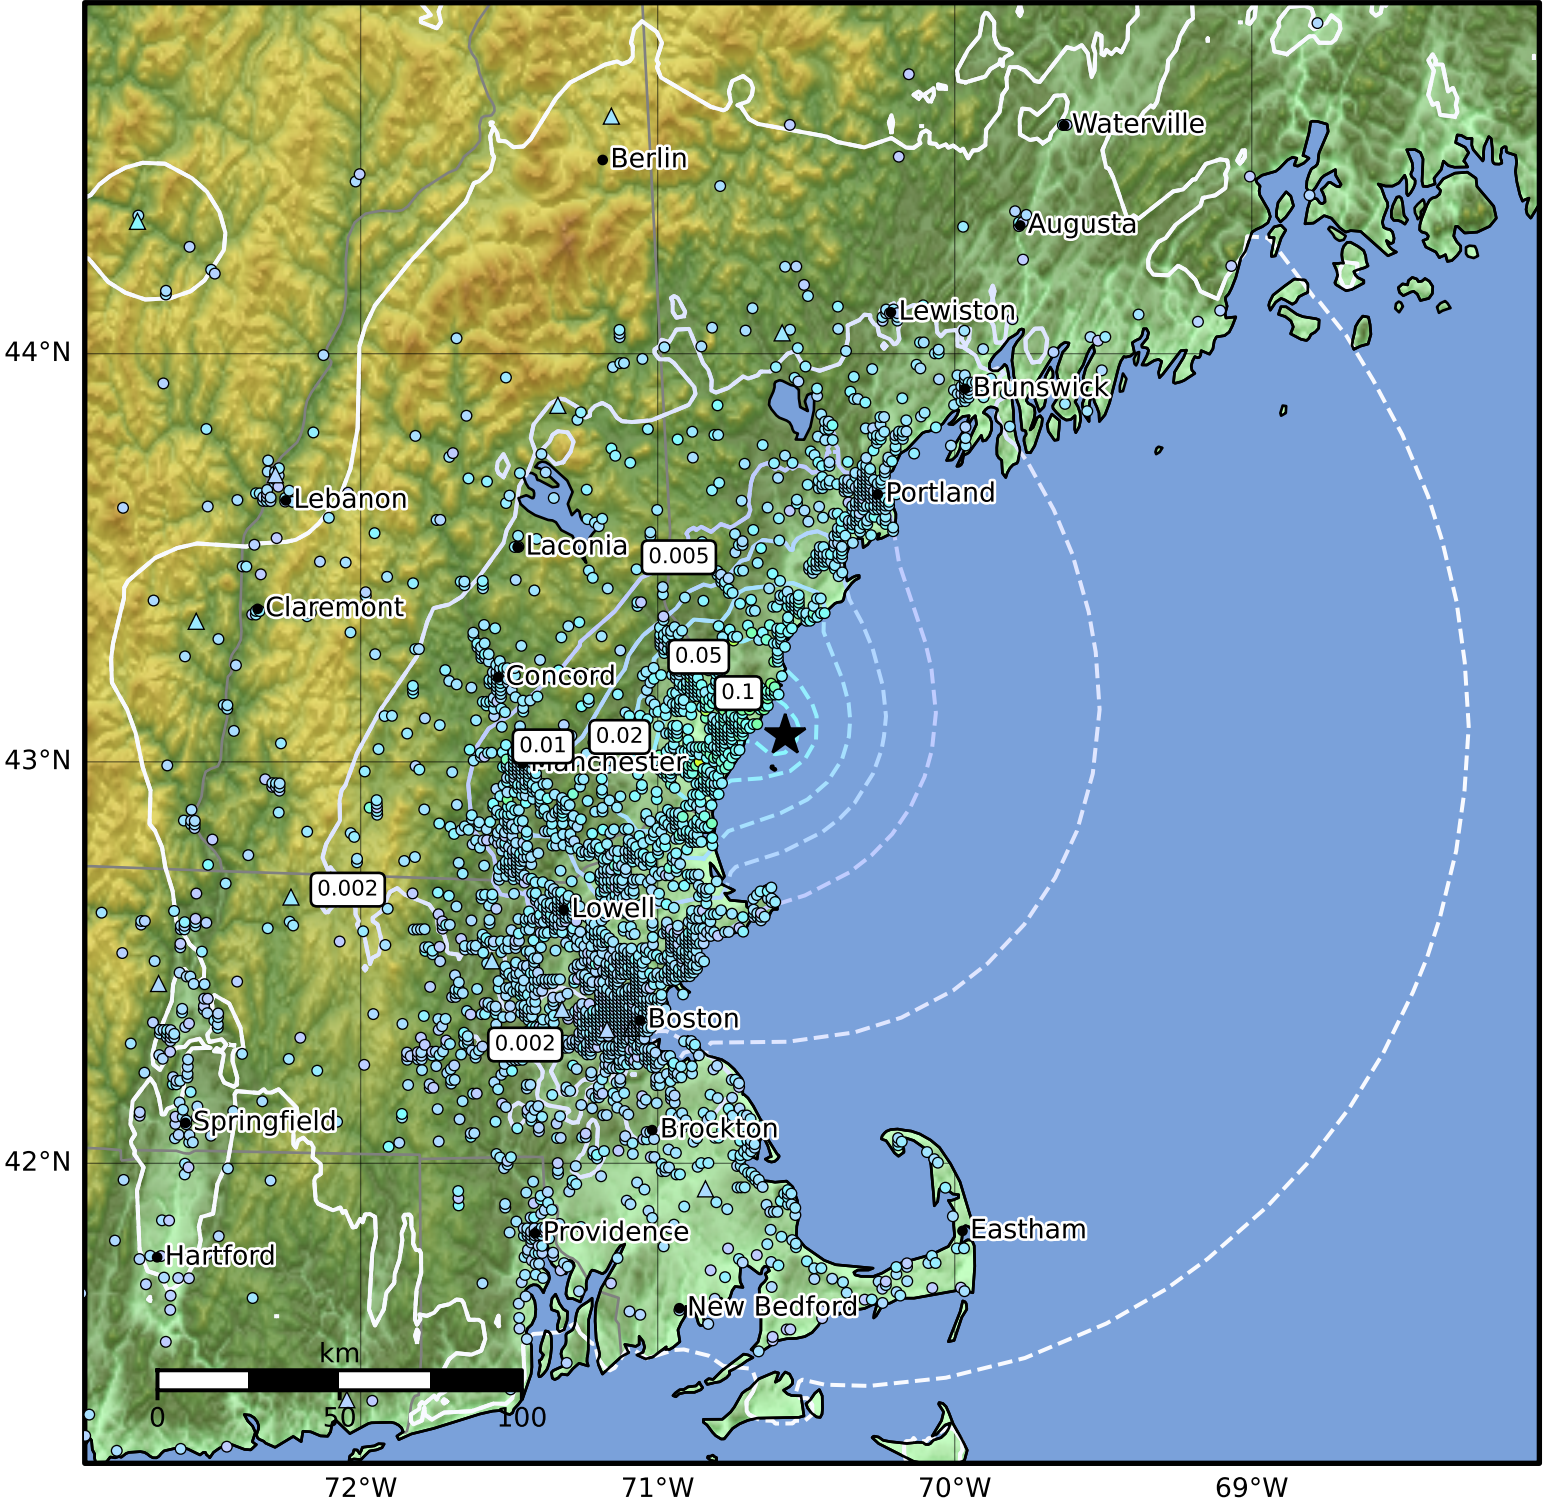 Waterville
Berlin
Augusta
Lewiston
44°N
Brunswick
Portland
Lebanon
Laconia
0.005
Claremont
0.05
Concord
0.1
0.02
0.01
Manchester
43°N
0.002
Lowell
Boston
0.002
Springfield
Brockton
42°N
Eastham
Providence
Hartford
New Bedford
km
0 50 100
72°W 71°W 70°W 69°W